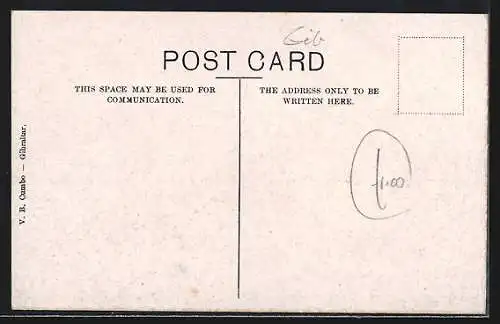 Gib
POST CARD
THIS SPACE MAY BE USED FOR
COMMUNICATION.
THE ADDRESS ONLY TO BE
WRITTEN HERE.
V. B. Cumbo — Gibraltar.
£1.00